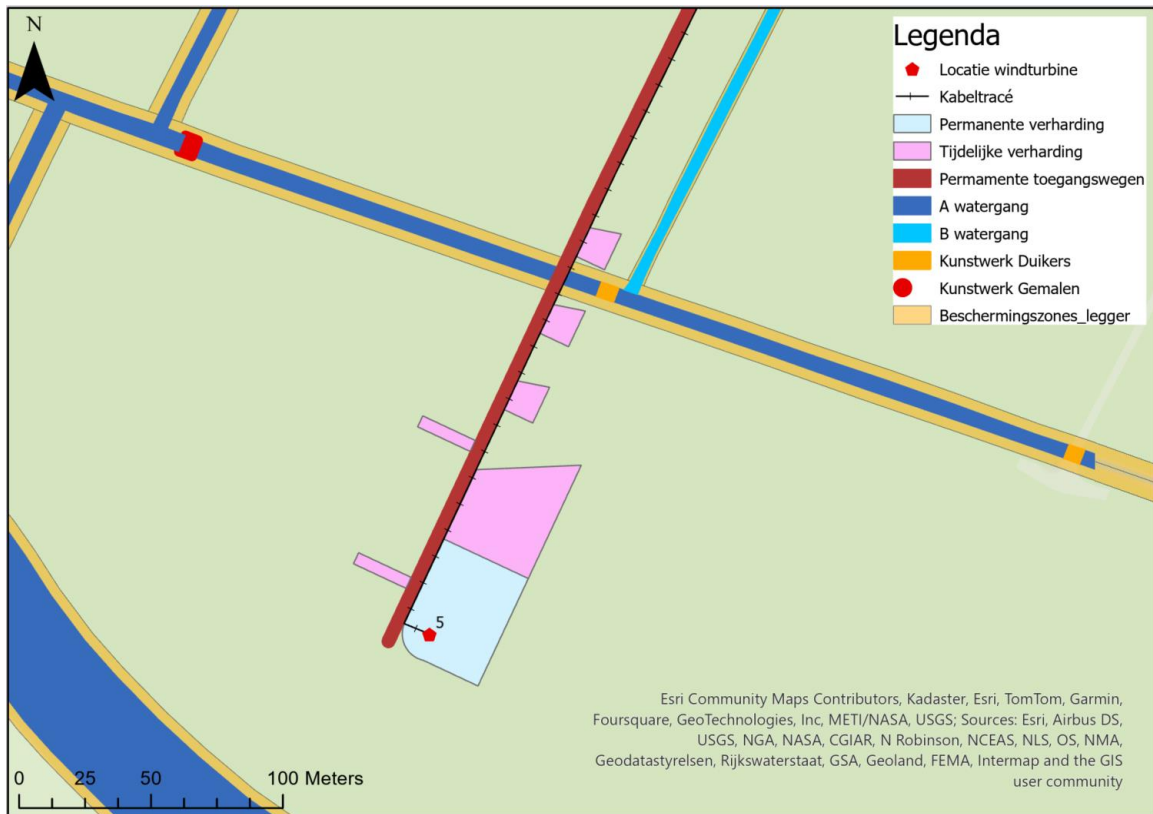 N
Legenda
Locatie windturbine
Kabeltracé
Permanente verharding
Tijdelijke verharding
Permamente toegangswegen
A watergang
B watergang
Kunstwerk Duikers
Kunstwerk Gemalen
Beschermingszones_legger
5
Esri Community Maps Contributors, Kadaster, Esri, TomTom, Garmin,
Foursquare, GeoTechnologies, Inc, METI/NASA, USGS; Sources: Esri, Airbus DS,
USGS, NGA, NASA, CGIAR, N Robinson, NCEAS, NLS, OS, NMA,
Geodatastyrelsen, Rijkswaterstaat, GSA, Geoland, FEMA, Intermap and the GIS
user community
0 25 50 100 Meters